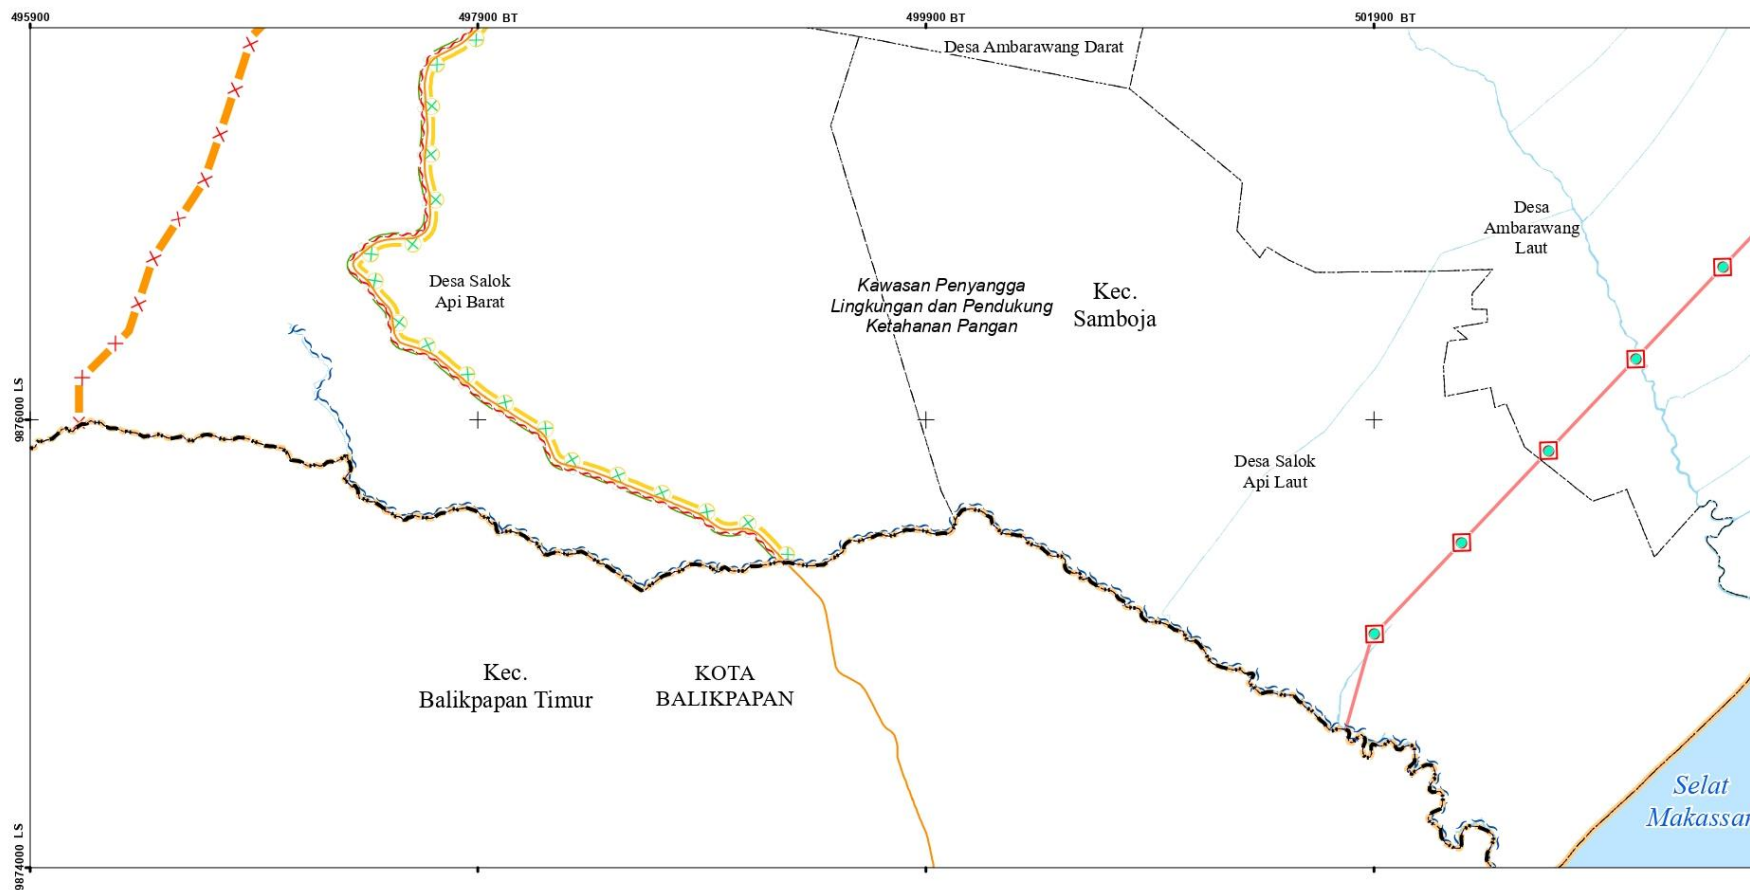 495900
497900 BT
499900 BT
501900 BT
Desa Ambarawang Darat
Desa
Ambarawang
Laut
Desa Salok
Api Barat
Kawasan Penyangga
Lingkungan dan Pendukung
Ketahanan Pangan
Kec.
Samboja
9876000 LS
Desa Salok
Api Laut
Kec.
Balikpapan Timur
KOTA
BALIKPAPAN
Selat
Makassar
9874000 LS